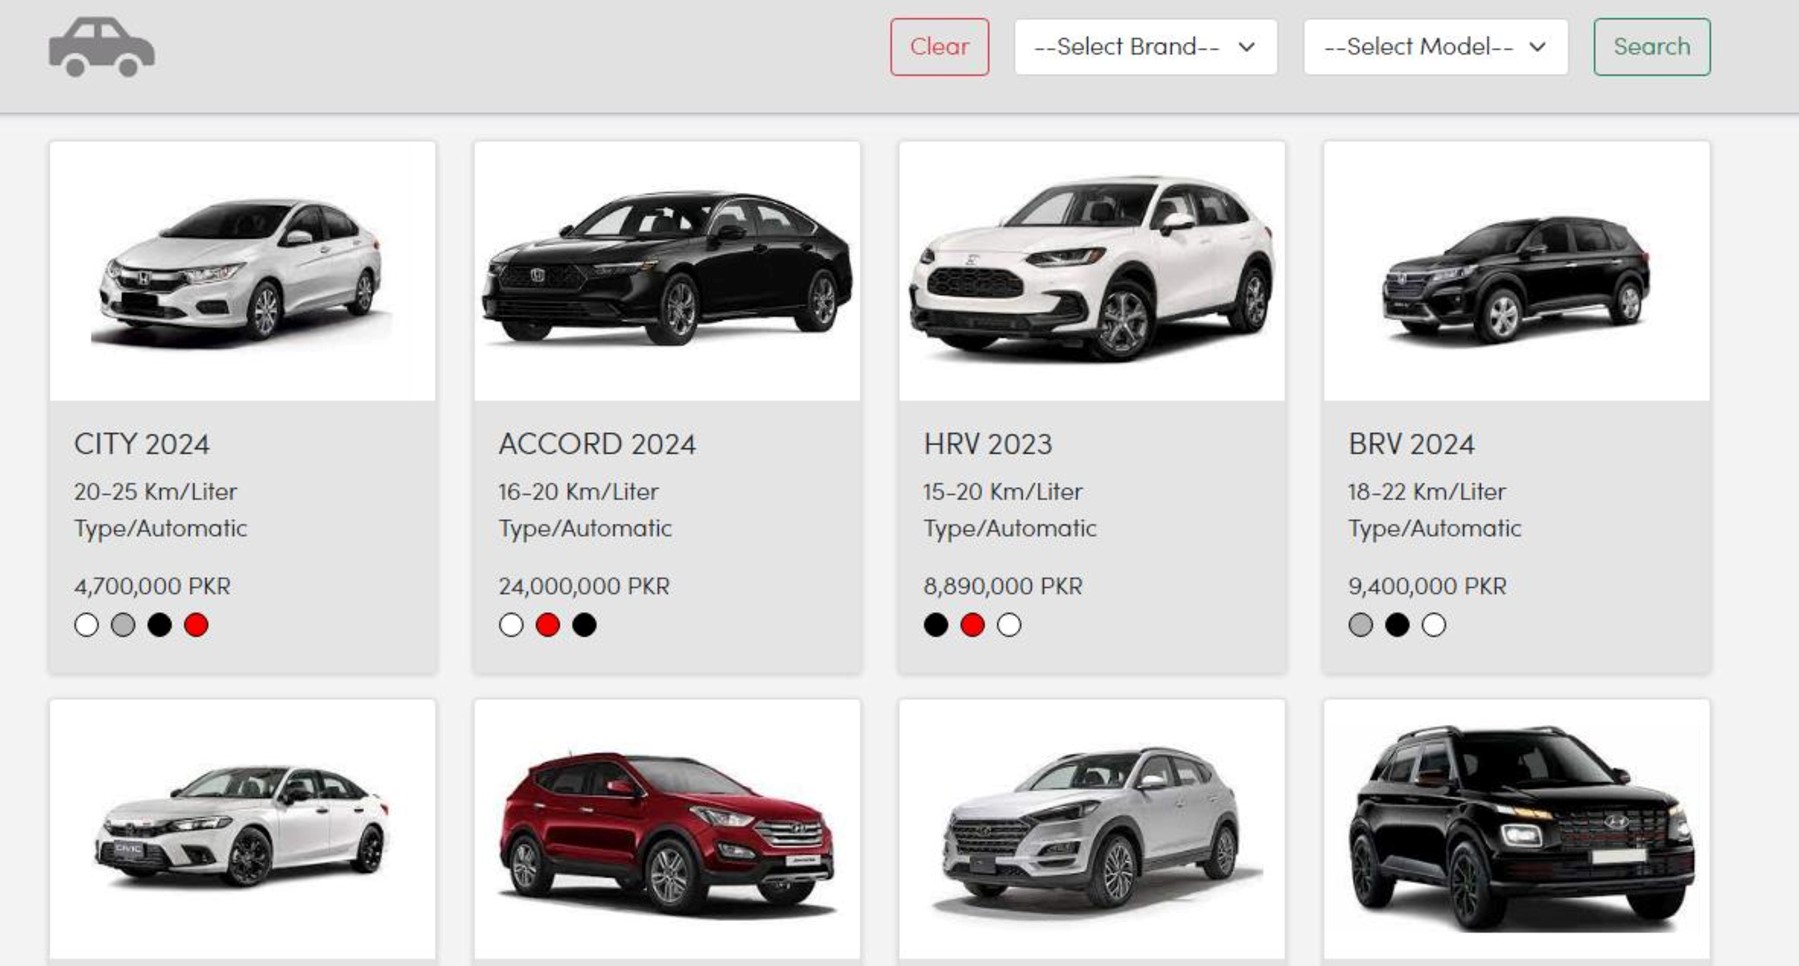 Clear
--Select Brand--
--Select Model--
Search
CITY 2024
20-25 Km/Liter
Type/Automatic
4,700,000 PKR
ACCORD 2024
16-20 Km/Liter
Type/Automatic
24,000,000 PKR
HRV 2023
15-20 Km/Liter
Type/Automatic
8,890,000 PKR
BRV 2024
18-22 Km/Liter
Type/Automatic
9,400,000 PKR
CIVIC